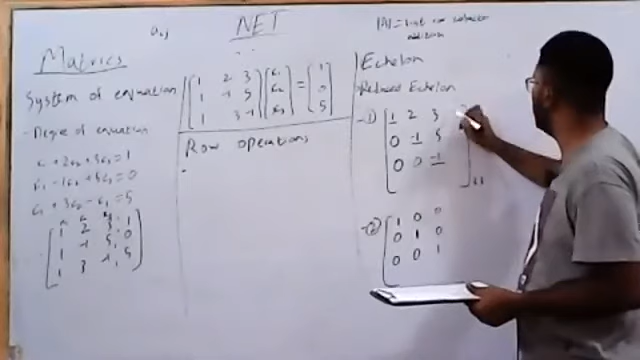 NET
Matrics
System of equation
- Degree of equation
x₁ + 2x₂ + 3x₃ = 1
x₁ - 1x₂ + 5x₃ = 0
x₁ + 3x₂ - x₃ = 5
1 2 3 : 1
1 -1 5 : 0
1 3 -1 : 5
1 2 3 x₁ = 1
1 -1 5 x₂ 0
1 3 -1 x₃ 5
Row operations
Echelon
Reduced Echelon
- ① 1 2 3
0 -1 5
0 0 -1
- ② 1 0 0
0 1 0
0 0 1